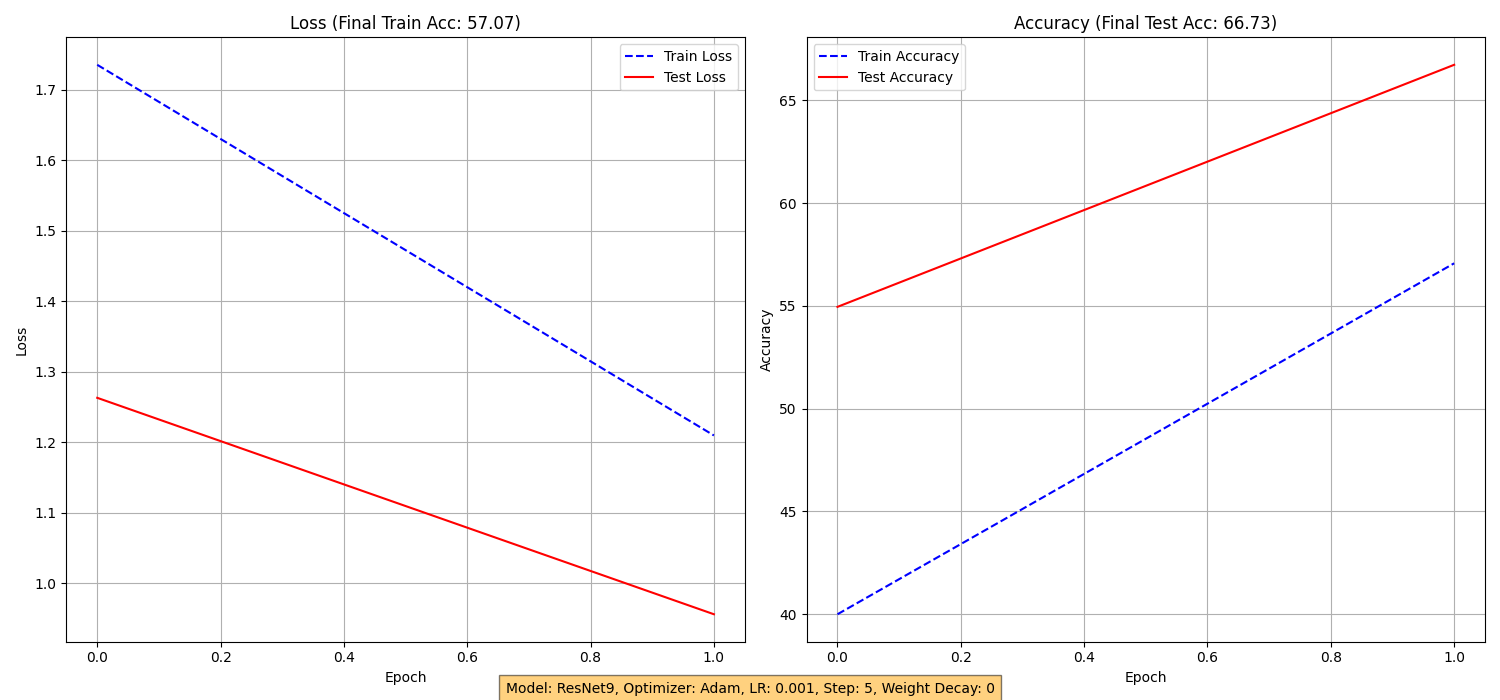 Loss (Final Train Acc: 57.07)
Train Loss
Test Loss
1.7
1.6
1.5
1.4
1.3
1.2
1.1
1.0
Loss
0.0 0.2 0.4 0.6 0.8 1.0
Epoch
Accuracy (Final Test Acc: 66.73)
Train Accuracy
Test Accuracy
65
60
55
50
45
40
Accuracy
0.0 0.2 0.4 0.6 0.8 1.0
Epoch
Model: ResNet9, Optimizer: Adam, LR: 0.001, Step: 5, Weight Decay: 0